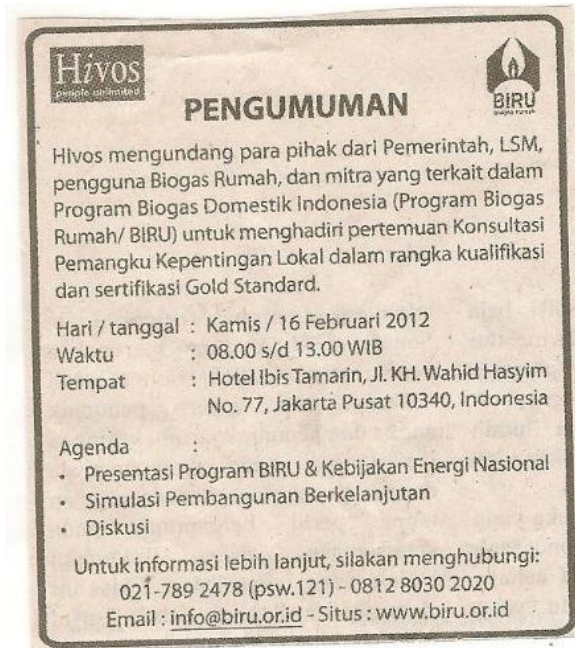 Hivos
people unlimited
BIRU
biogas rumah
PENGUMUMAN
Hivos mengundang para pihak dari Pemerintah, LSM,
pengguna Biogas Rumah, dan mitra yang terkait dalam
Program Biogas Domestik Indonesia (Program Biogas
Rumah/ BIRU) untuk menghadiri pertemuan Konsultasi
Pemangku Kepentingan Lokal dalam rangka kualifikasi
dan sertifikasi Gold Standard.
Hari / tanggal : Kamis / 16 Februari 2012
Waktu : 08.00 s/d 13.00 WIB
Tempat : Hotel Ibis Tamarin, Jl. KH. Wahid Hasyim
No. 77, Jakarta Pusat 10340, Indonesia
Agenda :
• Presentasi Program BIRU & Kebijakan Energi Nasional
• Simulasi Pembangunan Berkelanjutan
• Diskusi
Untuk informasi lebih lanjut, silakan menghubungi:
021-789 2478 (psw.121) - 0812 8030 2020
Email : info@biru.or.id - Situs : www.biru.or.id